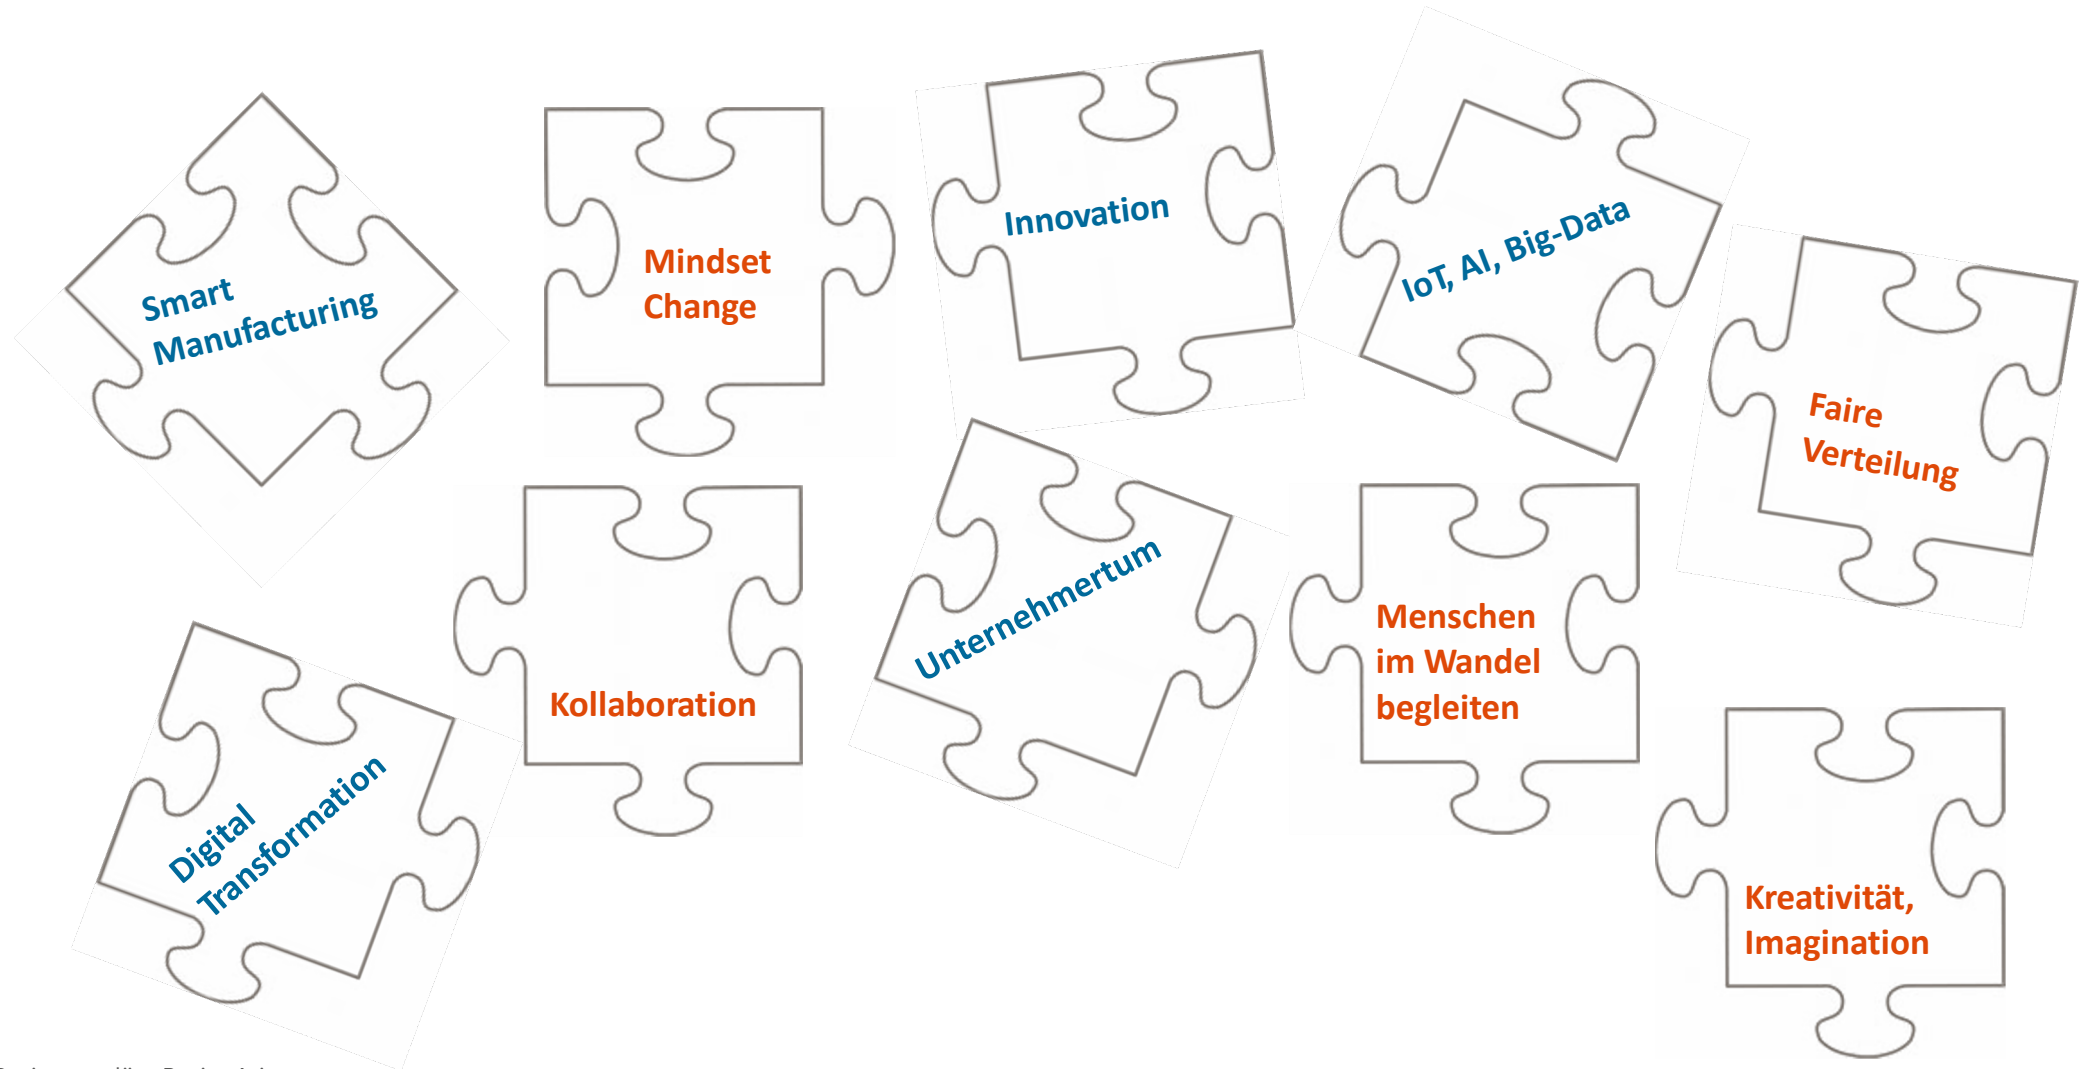 Smart
Manufacturing
Mindset
Change
Innovation
IoT, AI, Big-Data
Faire
Verteilung
Digital
Transformation
Kollaboration
Unternehmertum
Menschen
im Wandel
begleiten
Kreativität,
Imagination